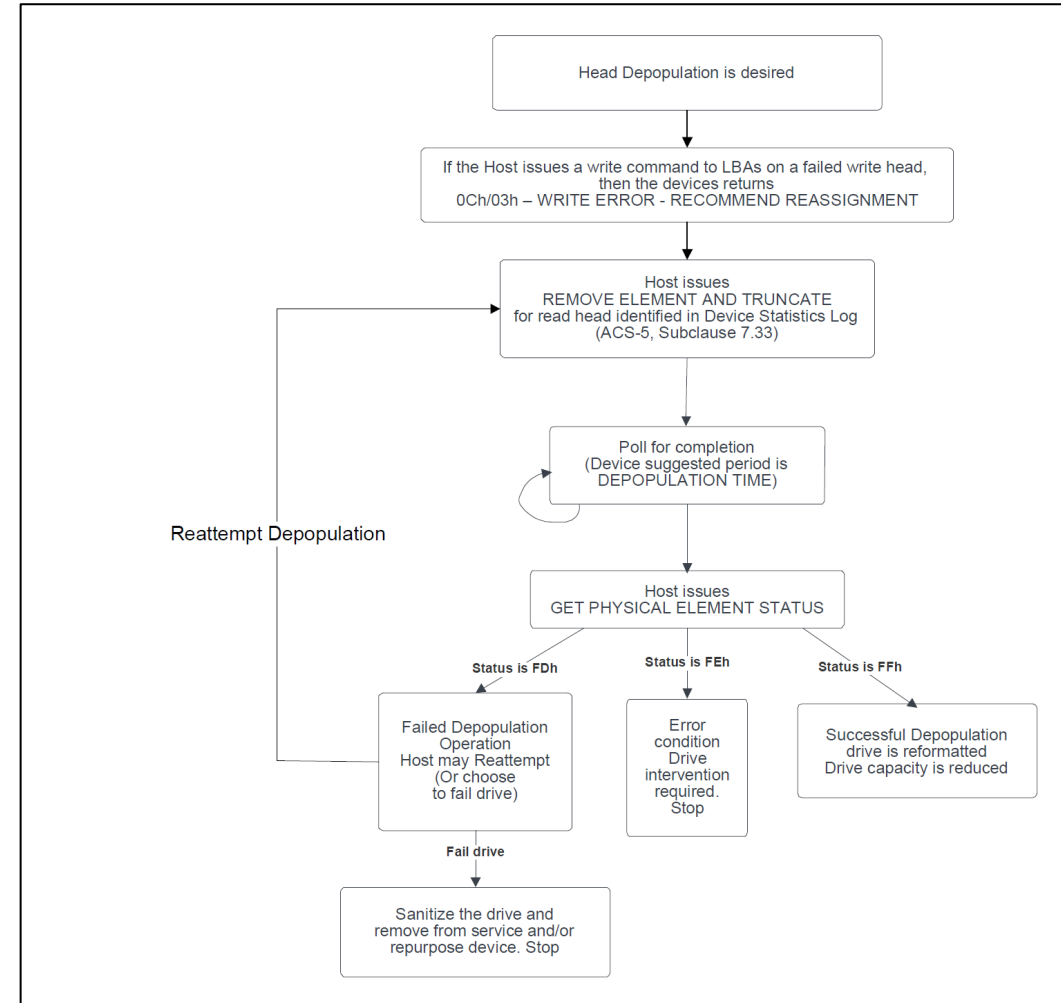 Head Depopulation is desired
If the Host issues a write command to LBAs on a failed write head,
then the devices returns
0Ch/03h – WRITE ERROR - RECOMMEND REASSIGNMENT
Host issues
REMOVE ELEMENT AND TRUNCATE
for read head identified in Device Statistics Log
(ACS-5, Subclause 7.33)
Poll for completion
(Device suggested period is
DEPOPULATION TIME)
Reattempt Depopulation
Host issues
GET PHYSICAL ELEMENT STATUS
Status is FDh
Status is FEh
Status is FFh
Failed Depopulation
Operation
Host may Reattempt
(Or choose
to fail drive)
Error
condition
Drive
intervention
required.
Stop
Successful Depopulation
drive is reformatted
Drive capacity is reduced
Fail drive
Sanitize the drive and
remove from service and/or
repurpose device. Stop